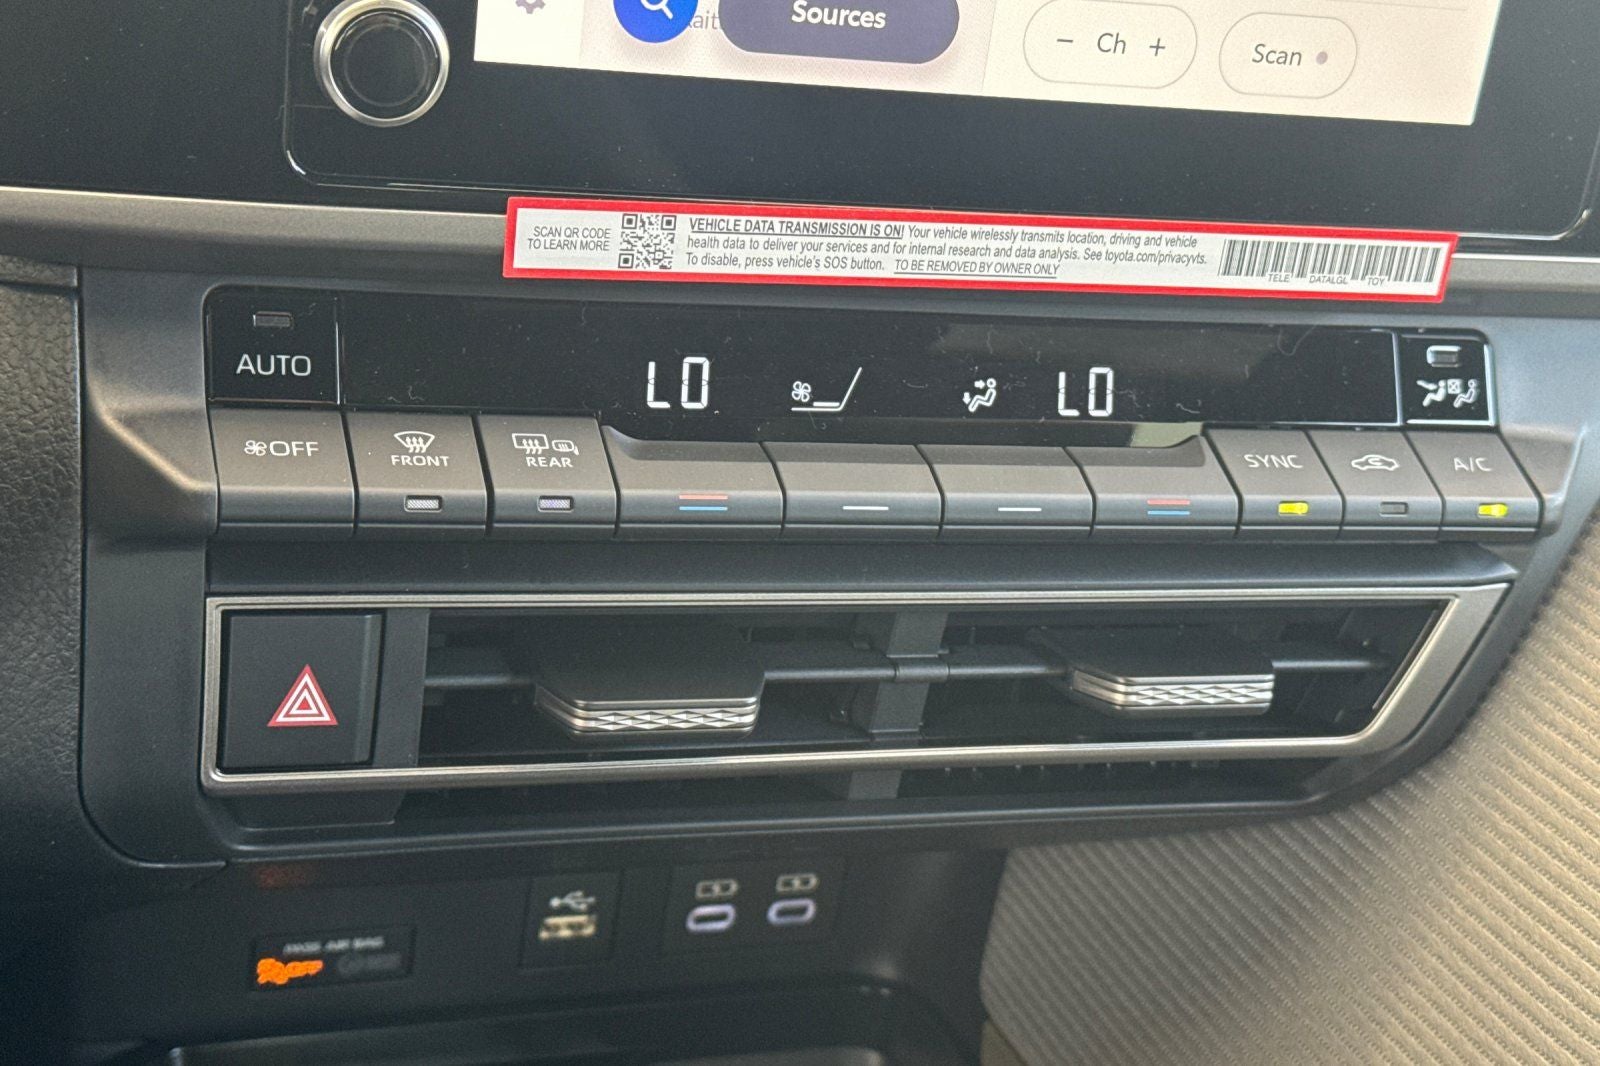 Sources
− Ch +
Scan
SCAN QR CODE
TO LEARN MORE
VEHICLE DATA TRANSMISSION IS ON! Your vehicle wirelessly transmits location, driving and vehicle
health data to deliver your services and for internal research and data analysis. See toyota.com/privacyvts.
To disable, press vehicle's SOS button. TO BE REMOVED BY OWNER ONLY
TELE DATALGL TOY
AUTO
LO
LO
OFF
FRONT
REAR
SYNC
A/C
PASS AIR BAG